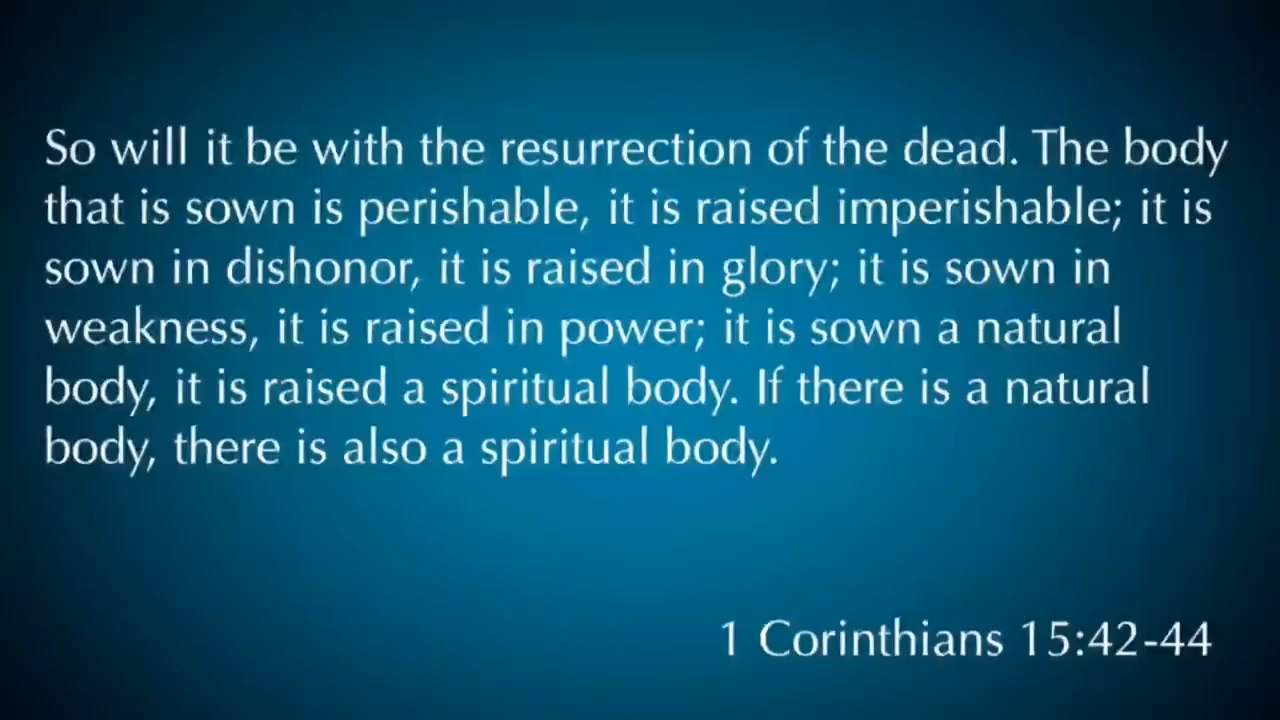 So will it be with the resurrection of the dead. The body
that is sown is perishable, it is raised imperishable; it is
sown in dishonor, it is raised in glory; it is sown in
weakness, it is raised in power; it is sown a natural
body, it is raised a spiritual body. If there is a natural
body, there is also a spiritual body.
1 Corinthians 15:42-44